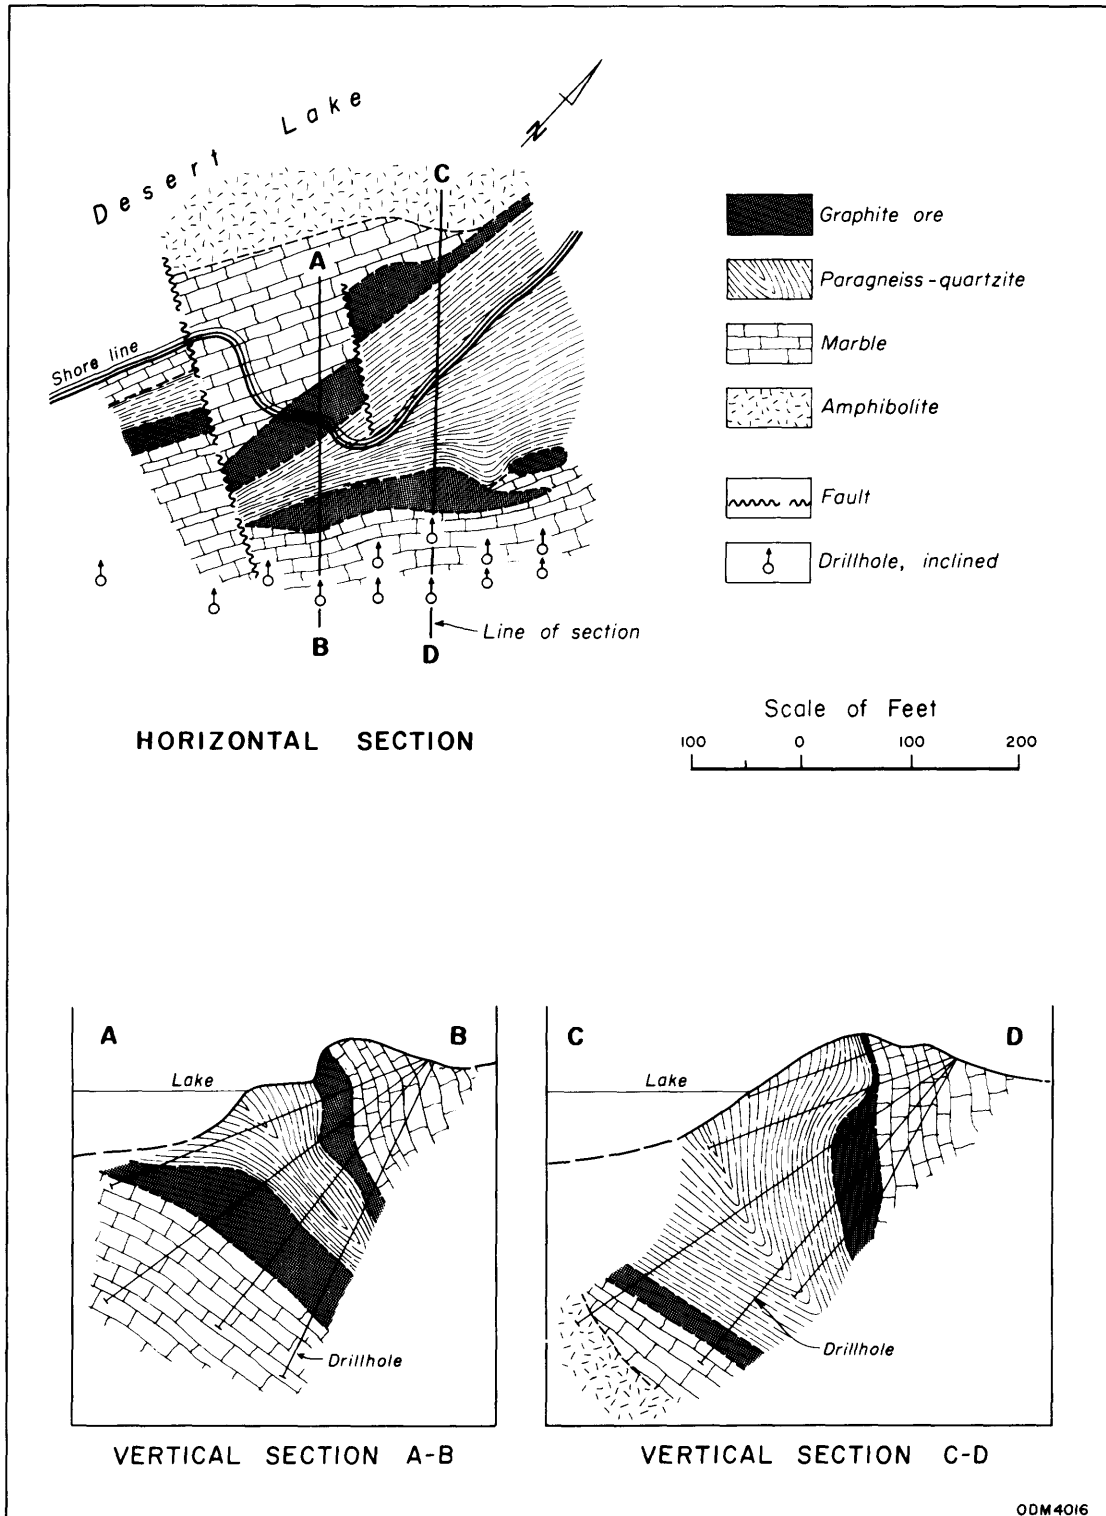 Desert Lake
N
C
A
Shore line
B
D
Line of section
Graphite ore
Paragneiss-quartzite
Marble
Amphibolite
Fault
Drillhole, inclined
HORIZONTAL SECTION
Scale of Feet
100 0 100 200
A B
Lake
Drillhole
VERTICAL SECTION A-B
C D
Lake
Drillhole
VERTICAL SECTION C-D
ODM4016